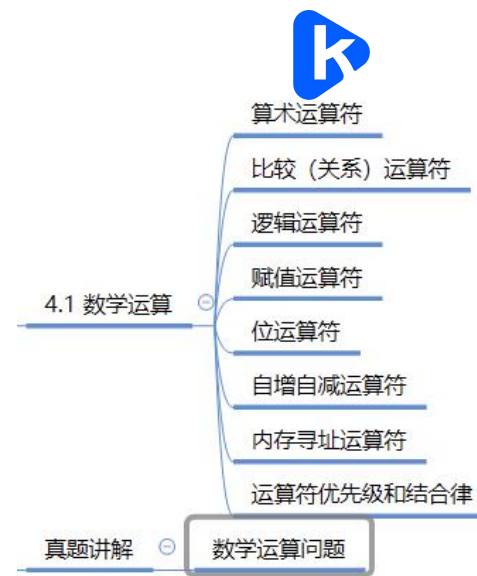 算术运算符
比较（关系）运算符
逻辑运算符
赋值运算符
4.1 数学运算
位运算符
自增自减运算符
内存寻址运算符
运算符优先级和结合律
真题讲解
数学运算问题